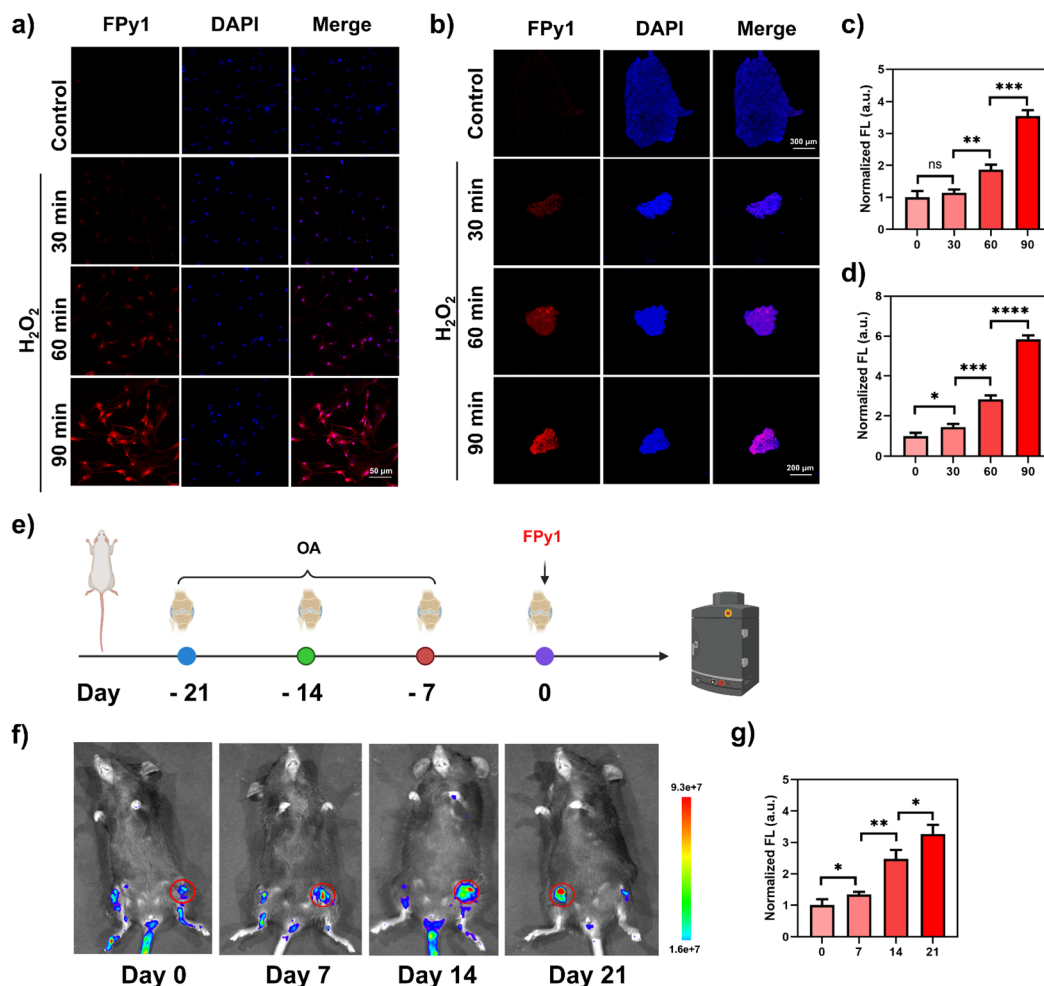 a)
FPy1 DAPI Merge
Control
H₂O₂
30 min
60 min
90 min
50 μm
b)
FPy1 DAPI Merge
Control
300 μm
H₂O₂
30 min
60 min
90 min
200 μm
c)
Normalized FL (a.u.)
5
4
3
2
1
0
ns
**
***
0 30 60 90
d)
Normalized FL (a.u.)
8
6
4
2
0
*
***
****
0 30 60 90
e)
OA
FPy1
Day - 21 - 14 - 7 0
f)
9.3e+7
1.6e+7
Day 0 Day 7 Day 14 Day 21
g)
Normalized FL (a.u.)
5
4
3
2
1
0
*
**
*
0 7 14 21